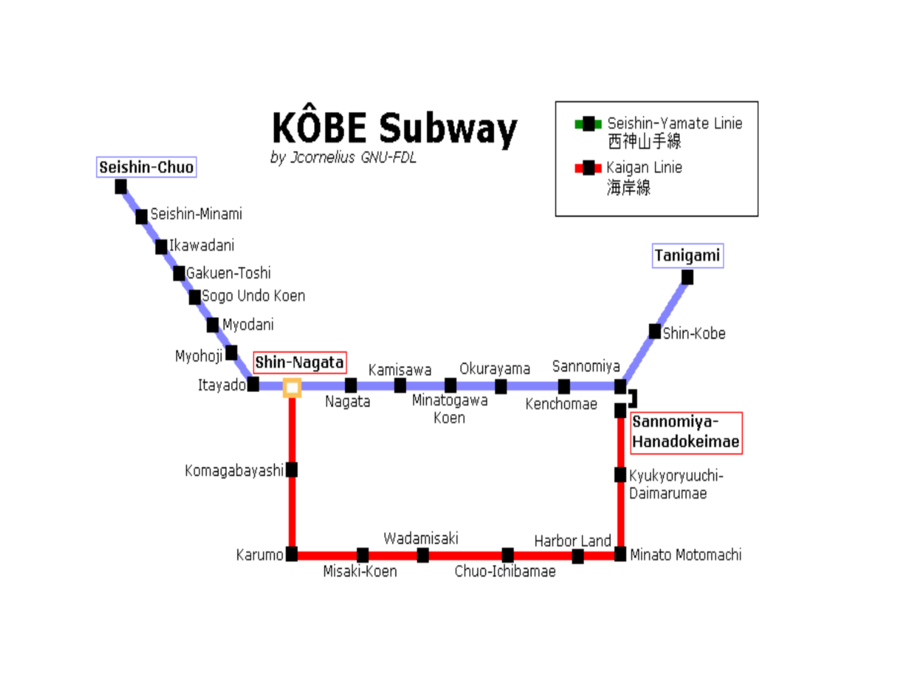 KÔBE Subway
by Jcornelius GNU-FDL
Seishin-Yamate Linie
西神山手線
Kaigan Linie
海岸線
Seishin-Chuo
Seishin-Minami
Ikawadani
Gakuen-Toshi
Sogo Undo Koen
Myodani
Myohoji
Itayado
Shin-Nagata
Nagata
Kamisawa
Minatogawa
Koen
Okurayama
Kenchomae
Sannomiya
Shin-Kobe
Tanigami
Sannomiya-
Hanadokeimae
Kyukyoryuuchi-
Daimarumae
Minato Motomachi
Harbor Land
Chuo-Ichibamae
Wadamisaki
Misaki-Koen
Karumo
Komagabayashi